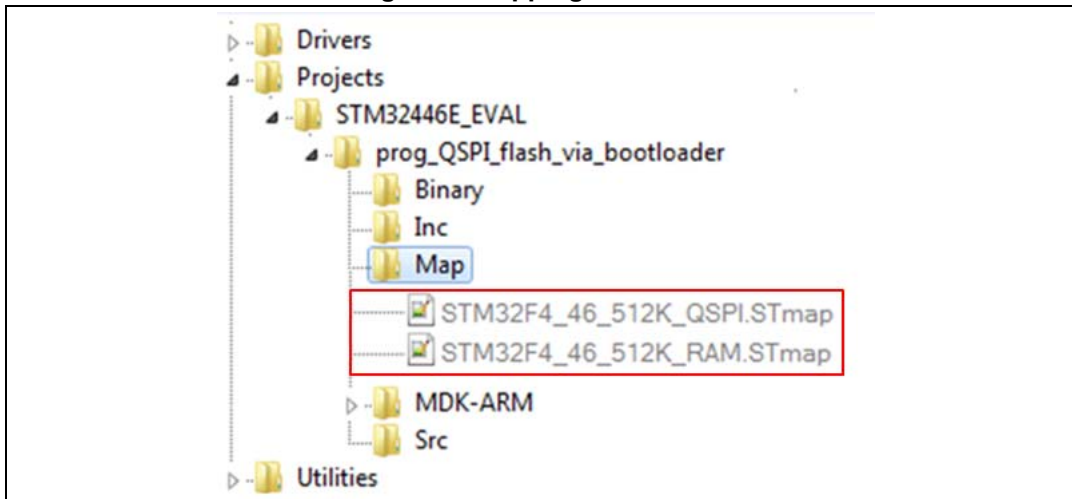 Drivers
Projects
STM32446E_EVAL
prog_QSPI_flash_via_bootloader
Binary
Inc
Map
STM32F4_46_512K_QSPI.STmap
STM32F4_46_512K_RAM.STmap
MDK-ARM
Src
Utilities